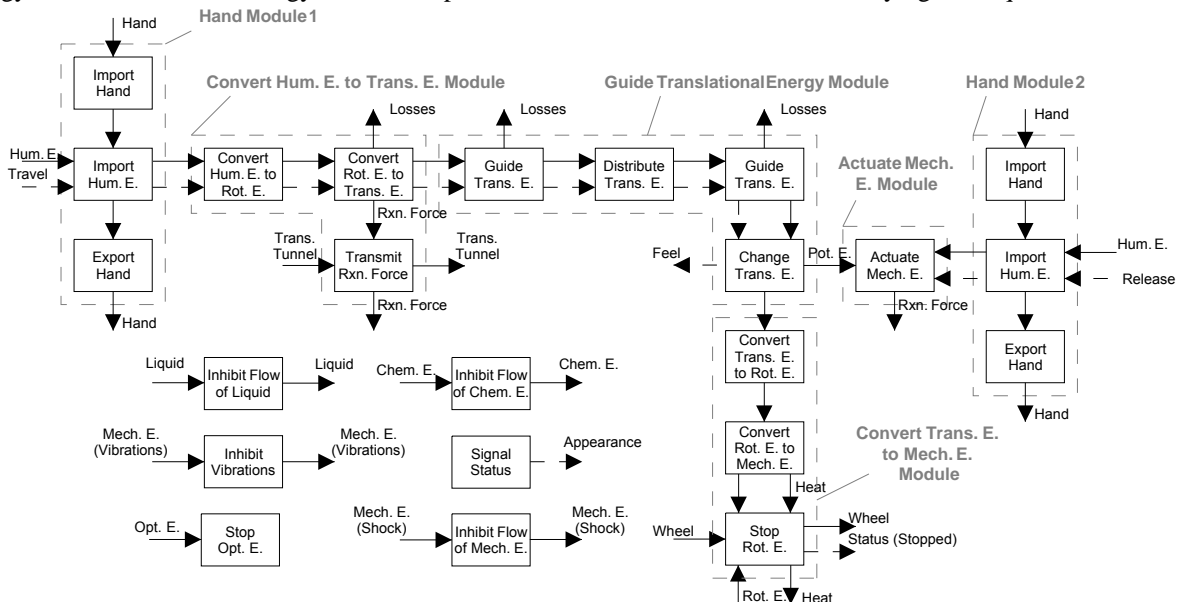 Hand
Hand Module 1
Import
Hand
Convert Hum. E. to Trans. E. Module
Guide Translational Energy Module
Hand Module 2
Losses
Losses
Losses
Hand
Hum. E.
Travel
Import
Hum. E.
Convert
Hum. E. to
Rot. E.
Convert
Rot. E. to
Trans. E.
Guide
Trans. E.
Distribute
Trans. E.
Guide
Trans. E.
Actuate Mech.
E. Module
Import
Hand
Rxn. Force
Export
Hand
Trans.
Tunnel
Transmit
Rxn. Force
Trans.
Tunnel
Feel
Change
Trans. E.
Pot. E.
Actuate
Mech. E.
Import
Hum. E.
Hum. E.
Release
Hand
Rxn. Force
Rxn. Force
Liquid
Inhibit Flow
of Liquid
Liquid
Chem. E.
Inhibit Flow
of Chem. E.
Chem. E.
Convert
Trans. E.
to Rot. E.
Export
Hand
Hand
Mech. E.
(Vibrations)
Inhibit
Vibrations
Mech. E.
(Vibrations)
Signal
Status
Appearance
Convert
Rot. E. to
Mech. E.
Convert Trans. E.
to Mech. E.
Module
Heat
Opt. E.
Stop
Opt. E.
Mech. E.
(Shock)
Inhibit Flow
of Mech. E.
Mech. E.
(Shock)
Wheel
Stop
Rot. E.
Wheel
Status (Stopped)
Rot. E.
Heat